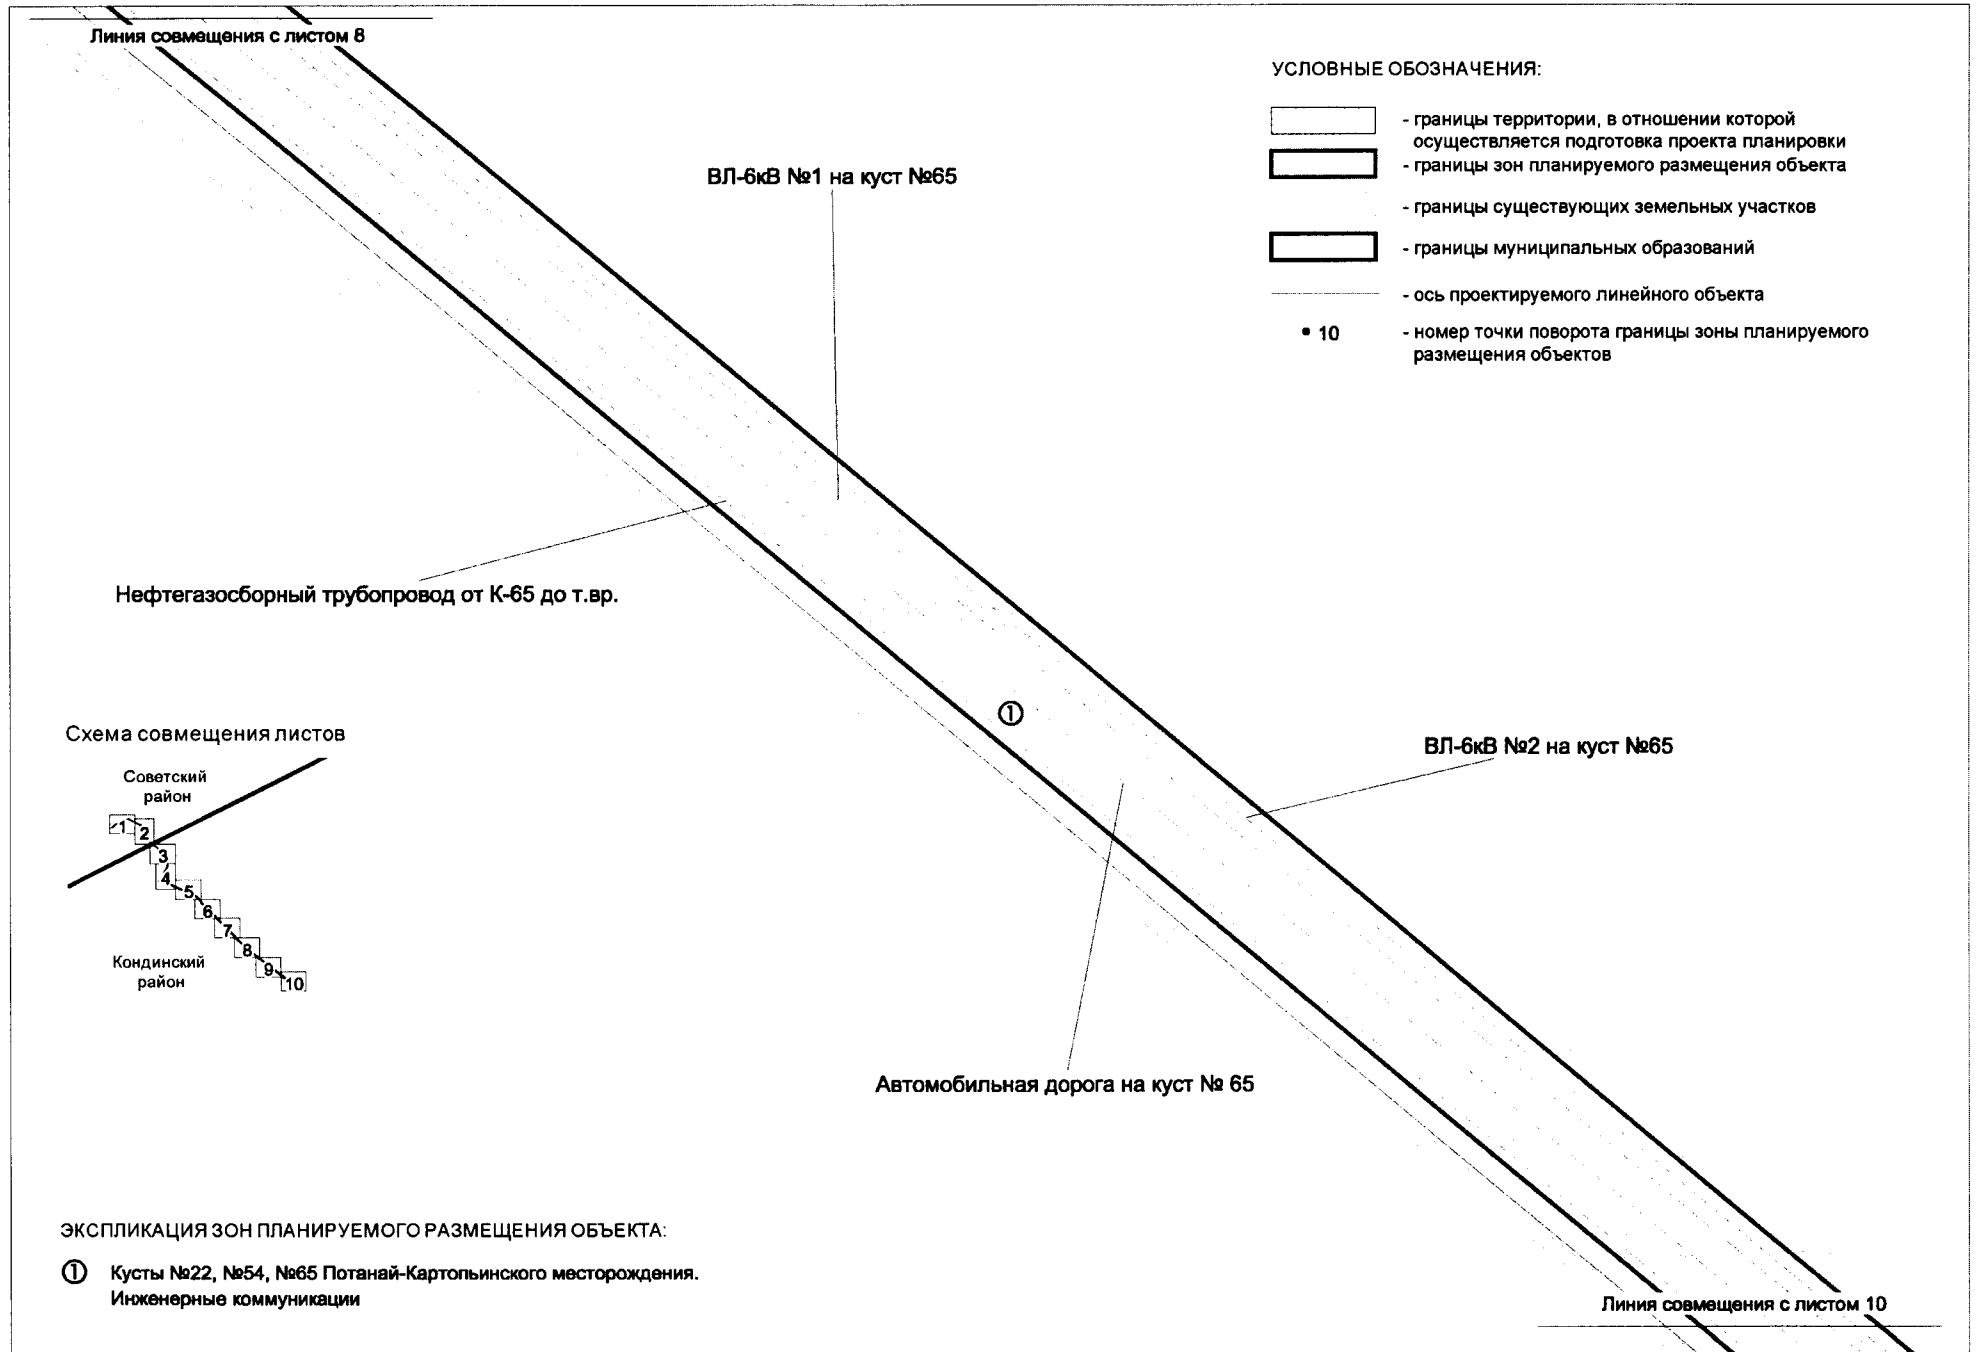 Линия совмещения с листом 8
УСЛОВНЫЕ ОБОЗНАЧЕНИЯ:
- границы территории, в отношении которой
осуществляется подготовка проекта планировки
- границы зон планируемого размещения объекта
- границы существующих земельных участков
- границы муниципальных образований
- ось проектируемого линейного объекта
• 10
- номер точки поворота границы зоны планируемого
размещения объектов
ВЛ-6кВ №1 на куст №65
Нефтегазосборный трубопровод от К-65 до т.вр.
①
ВЛ-6кВ №2 на куст №65
Автомобильная дорога на куст № 65
Схема совмещения листов
Советский
район
1
2
3
4
5
6
7
8
9
10
Кондинский
район
ЭКСПЛИКАЦИЯ ЗОН ПЛАНИРУЕМОГО РАЗМЕЩЕНИЯ ОБЪЕКТА:
① Кусты №22, №54, №65 Потанай-Картопьинского месторождения.
Инженерные коммуникации
Линия совмещения с листом 10